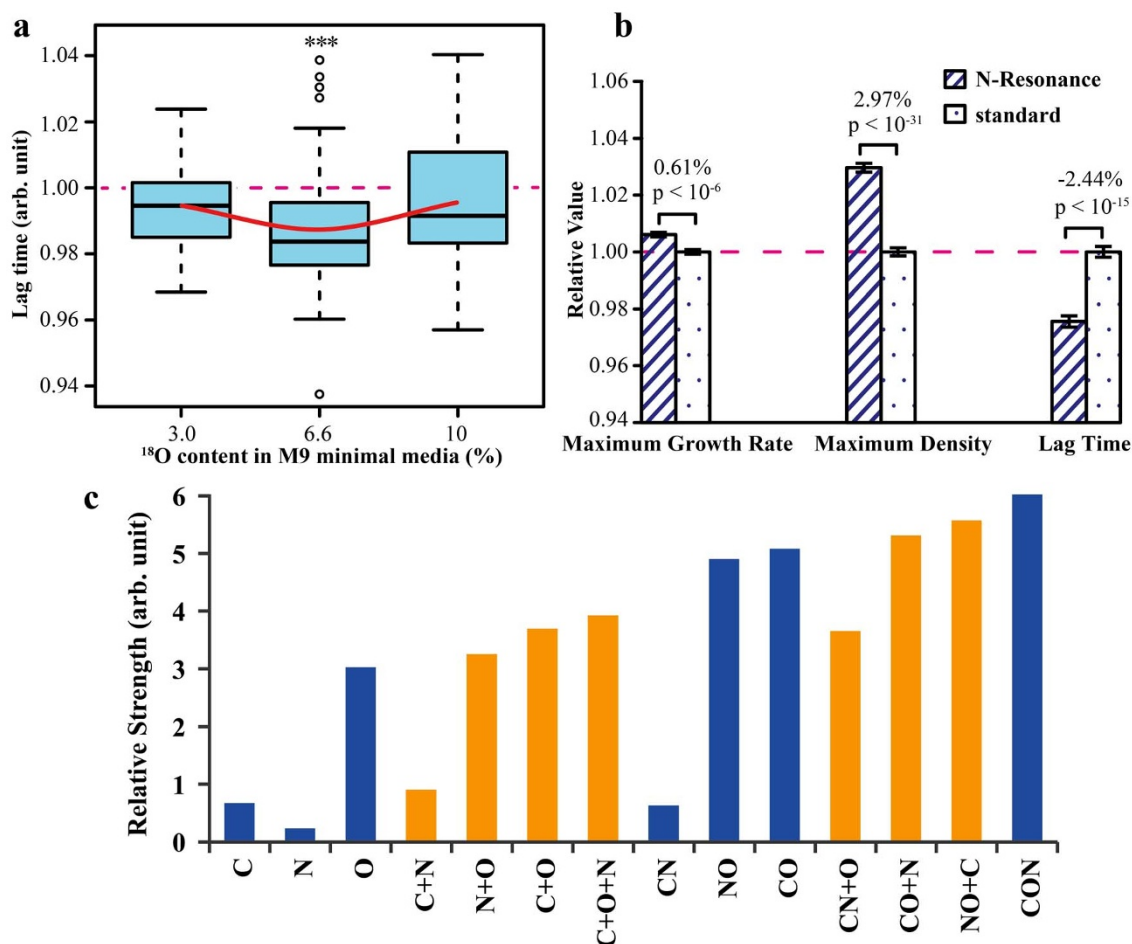 a
***
1.04
1.02
1.00
0.98
0.96
0.94
Lag time (arb. unit)
3.0
6.6
10
¹⁸O content in M9 minimal media (%)
b
N-Resonance
standard
1.06
1.04
1.02
1.00
0.98
0.96
0.94
Relative Value
0.61%
p < 10⁻⁶
2.97%
p < 10⁻³¹
-2.44%
p < 10⁻¹⁵
Maximum Growth Rate
Maximum Density
Lag Time
c
6
5
4
3
2
1
0
Relative Strength (arb. unit)
C
N
O
C+N
N+O
C+O
C+O+N
CN
NO
CO
CN+O
CO+N
NO+C
CON